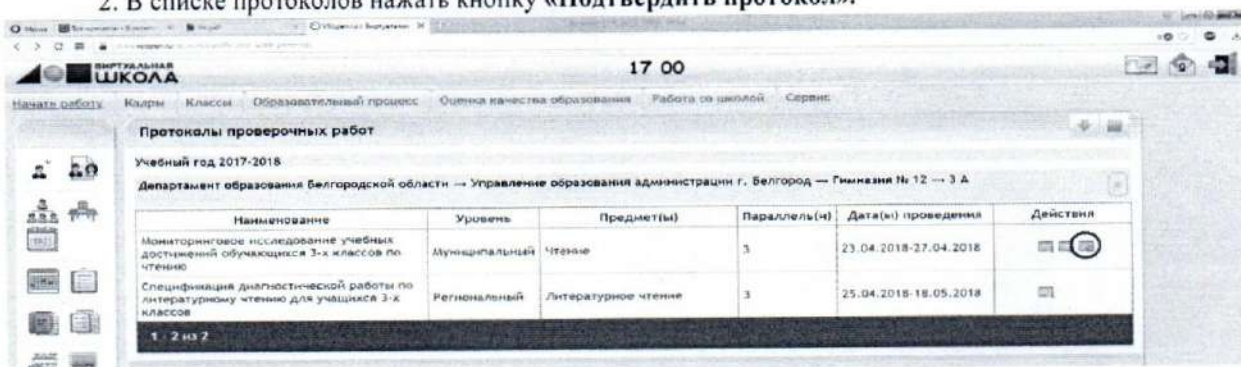 2. В списке протоколов нажать кнопку «Подтвердить протокол».
ВИРТУАЛЬНАЯ
ШКОЛА
17 00
Начать работу Кадры Классы Образовательный процесс Оценка качества образования Работа со школой Сервис
Протоколы проверочных работ
Учебный год 2017-2018
Департамент образования Белгородской области → Управление образования администрации г. Белгород — Гимназия № 12 → 3 А
Наименование Уровень Предмет(ы) Параллель(и) Дата(ы) проведения Действия
Мониторинговое исследование учебных
достижений обучающихся 3-х классов по
чтению
Муниципальный Чтение 3 23.04.2018-27.04.2018
Спецификация диагностической работы по
литературному чтению для учащихся 3-х
классов
Региональный Литературное чтение 3 25.04.2018-18.05.2018
1 - 2 из 2